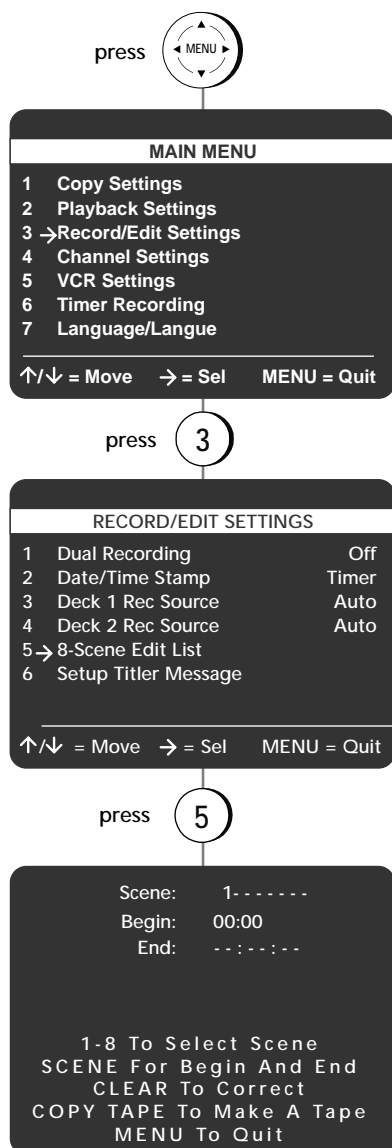 press MENU
MAIN MENU
1 Copy Settings
2 Playback Settings
3 →Record/Edit Settings
4 Channel Settings
5 VCR Settings
6 Timer Recording
7 Language/Langue
↑/↓ = Move → = Sel MENU = Quit
press 3
RECORD/EDIT SETTINGS
1 Dual Recording Off
2 Date/Time Stamp Timer
3 Deck 1 Rec Source Auto
4 Deck 2 Rec Source Auto
5→ 8-Scene Edit List
6 Setup Titler Message
↑/↓ = Move → = Sel MENU = Quit
press 5
Scene: 1- - - - - - -
Begin: 00:00
End: - - : - - : - -
1-8 To Select Scene
SCENE For Begin And End
CLEAR To Correct
COPY TAPE To Make A Tape
MENU To Quit